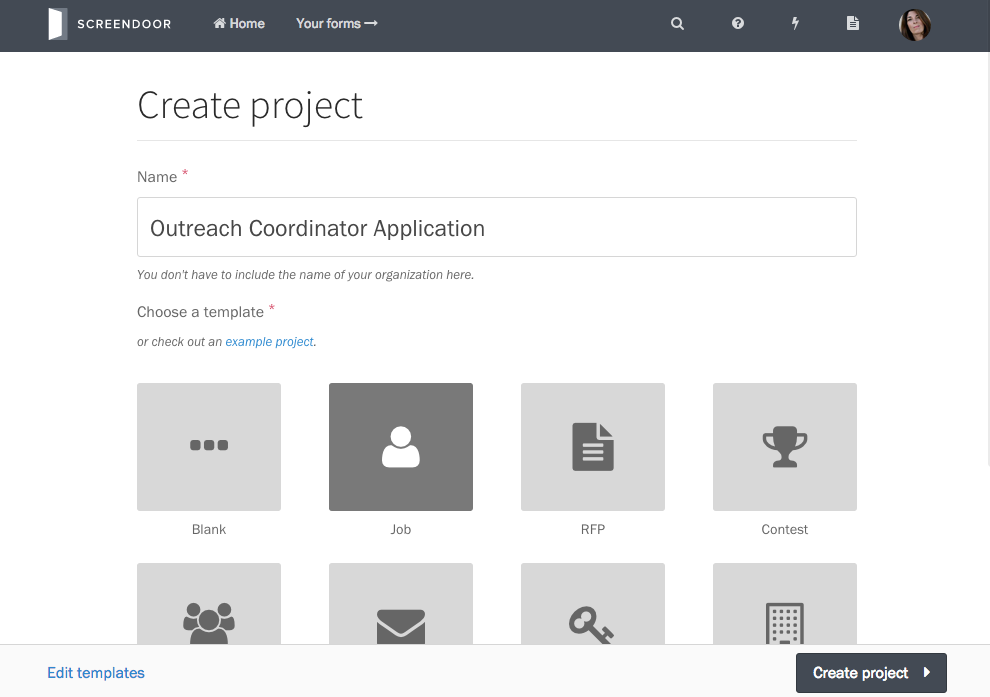 SCREENDOOR Home Your forms →
Create project
Name *
Outreach Coordinator Application
You don't have to include the name of your organization here.
Choose a template *
or check out an example project.
Blank Job RFP Contest
Edit templates Create project